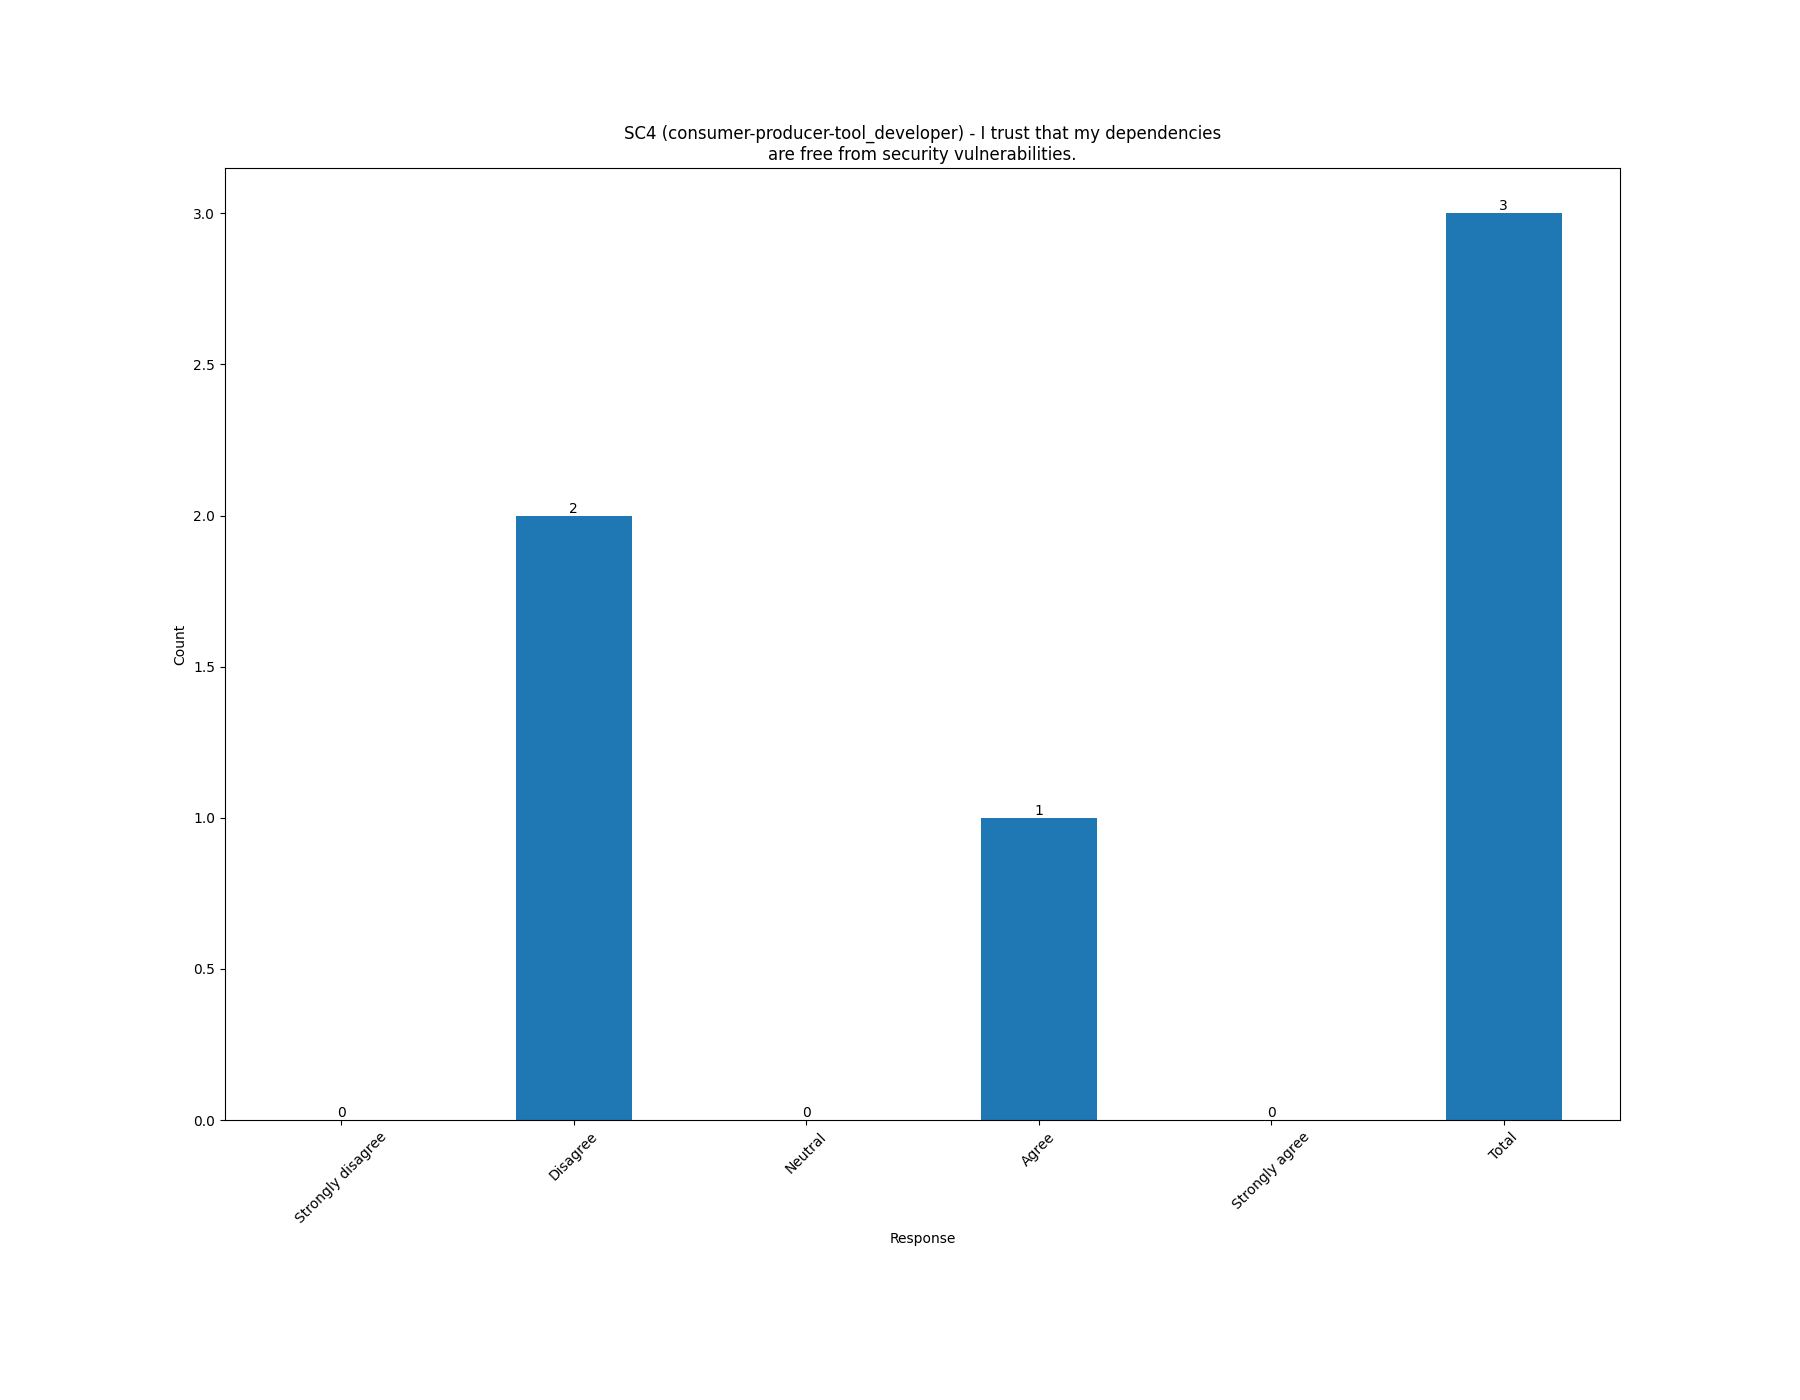 SC4 (consumer-producer-tool_developer) - I trust that my dependencies
are free from security vulnerabilities.
3.0
2.5
2.0
1.5
1.0
0.5
0.0
Count
0
2
0
1
0
3
Strongly disagree
Disagree
Neutral
Agree
Strongly agree
Total
Response